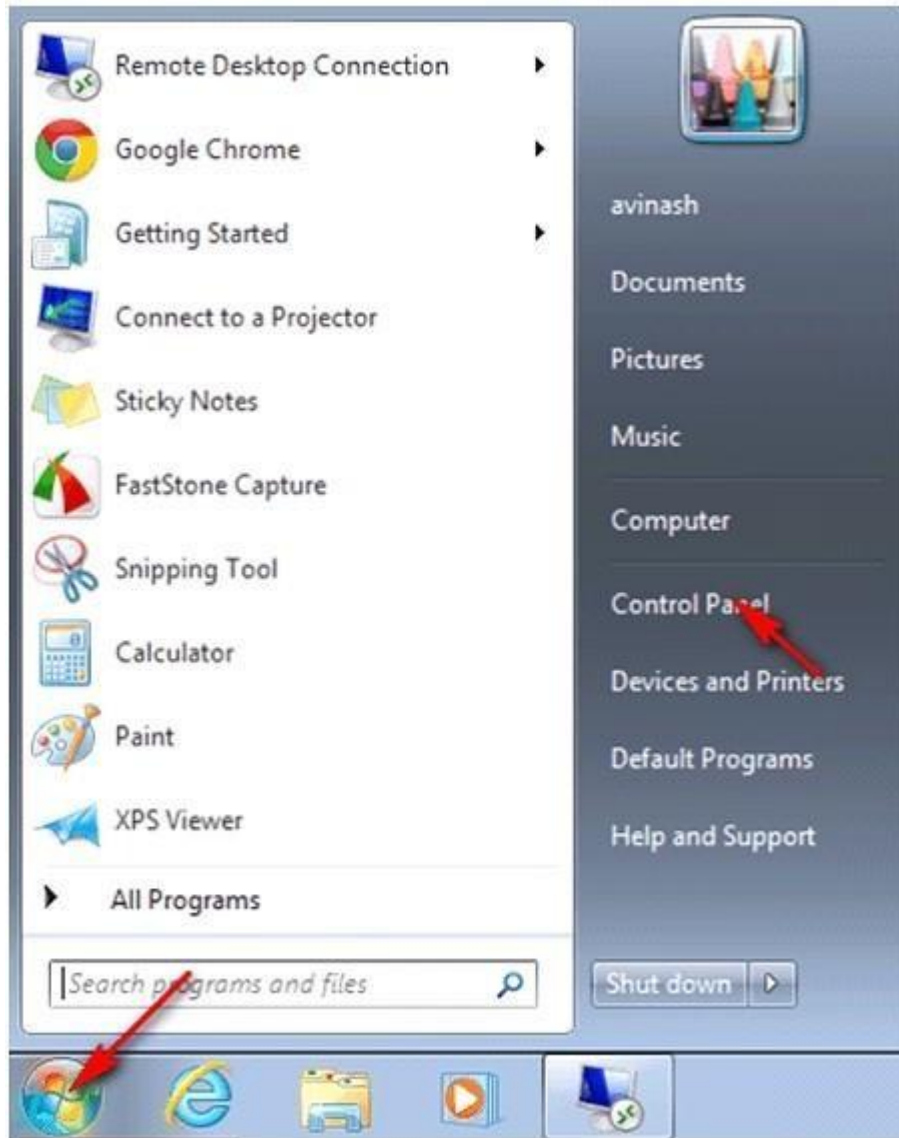 Remote Desktop Connection
Google Chrome
Getting Started
Connect to a Projector
Sticky Notes
FastStone Capture
Snipping Tool
Calculator
Paint
XPS Viewer
All Programs
Search programs and files
avinash
Documents
Pictures
Music
Computer
Control Panel
Devices and Printers
Default Programs
Help and Support
Shut down